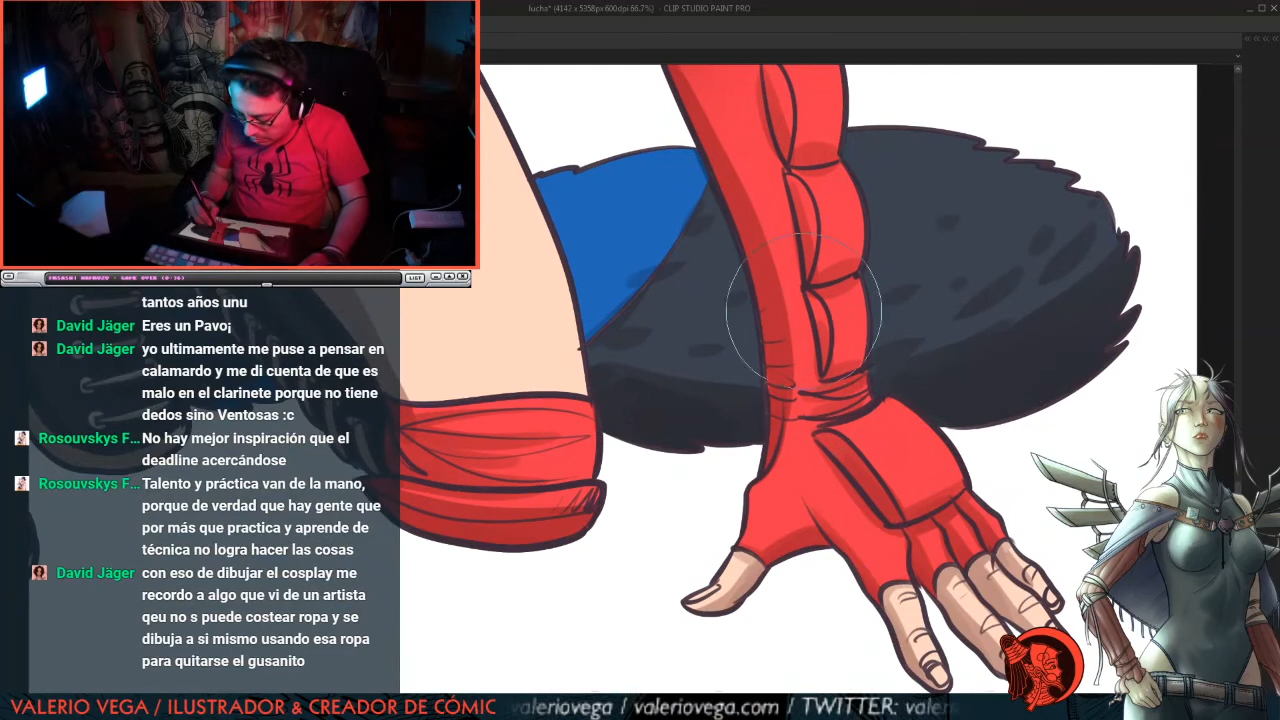 lucha* (4142 x 5358px 600dpi 66.7%) - CLIP STUDIO PAINT PRO
LIST
tantos años unu
David Jäger Eres un Pavo¡
David Jäger yo ultimamente me puse a pensar en
calamardo y me di cuenta de que es
malo en el clarinete porque no tiene
dedos sino Ventosas :c
Rosouvskys F... No hay mejor inspiración que el
deadline acercándose
Rosouvskys F... Talento y práctica van de la mano,
porque de verdad que hay gente que
por más que practica y aprende de
técnica no logra hacer las cosas
David Jäger con eso de dibujar el cosplay me
recordo a algo que vi de un artista
qeu no s puede costear ropa y se
dibuja a si mismo usando esa ropa
para quitarse el gusanito
VALERIO VEGA / ILUSTRADOR & CREADOR DE CÓMIC
valeriovega / valeriovega.com / TWITTER: valer